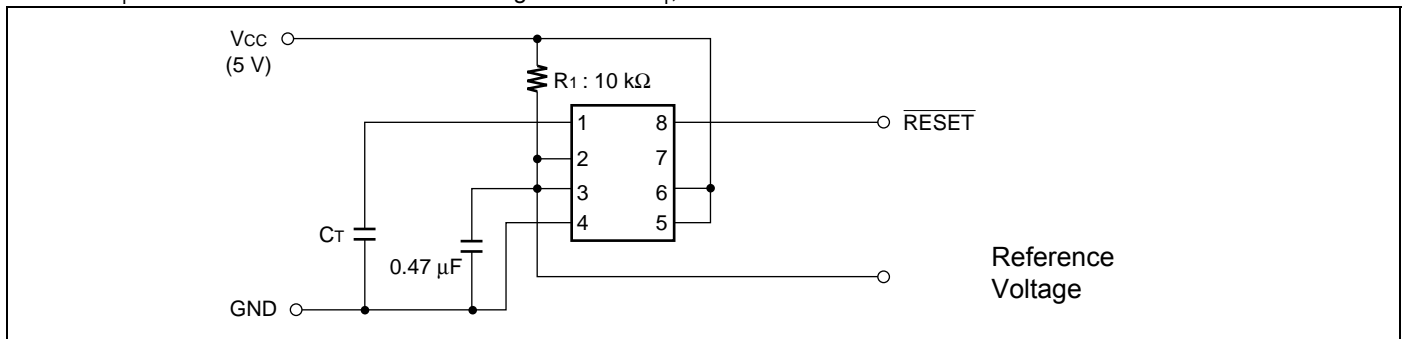 VCC
(5 V)
R1 : 10 kΩ
1 8
RESET
2 7
3 6
4 5
CT
0.47 μF
Reference
Voltage
GND